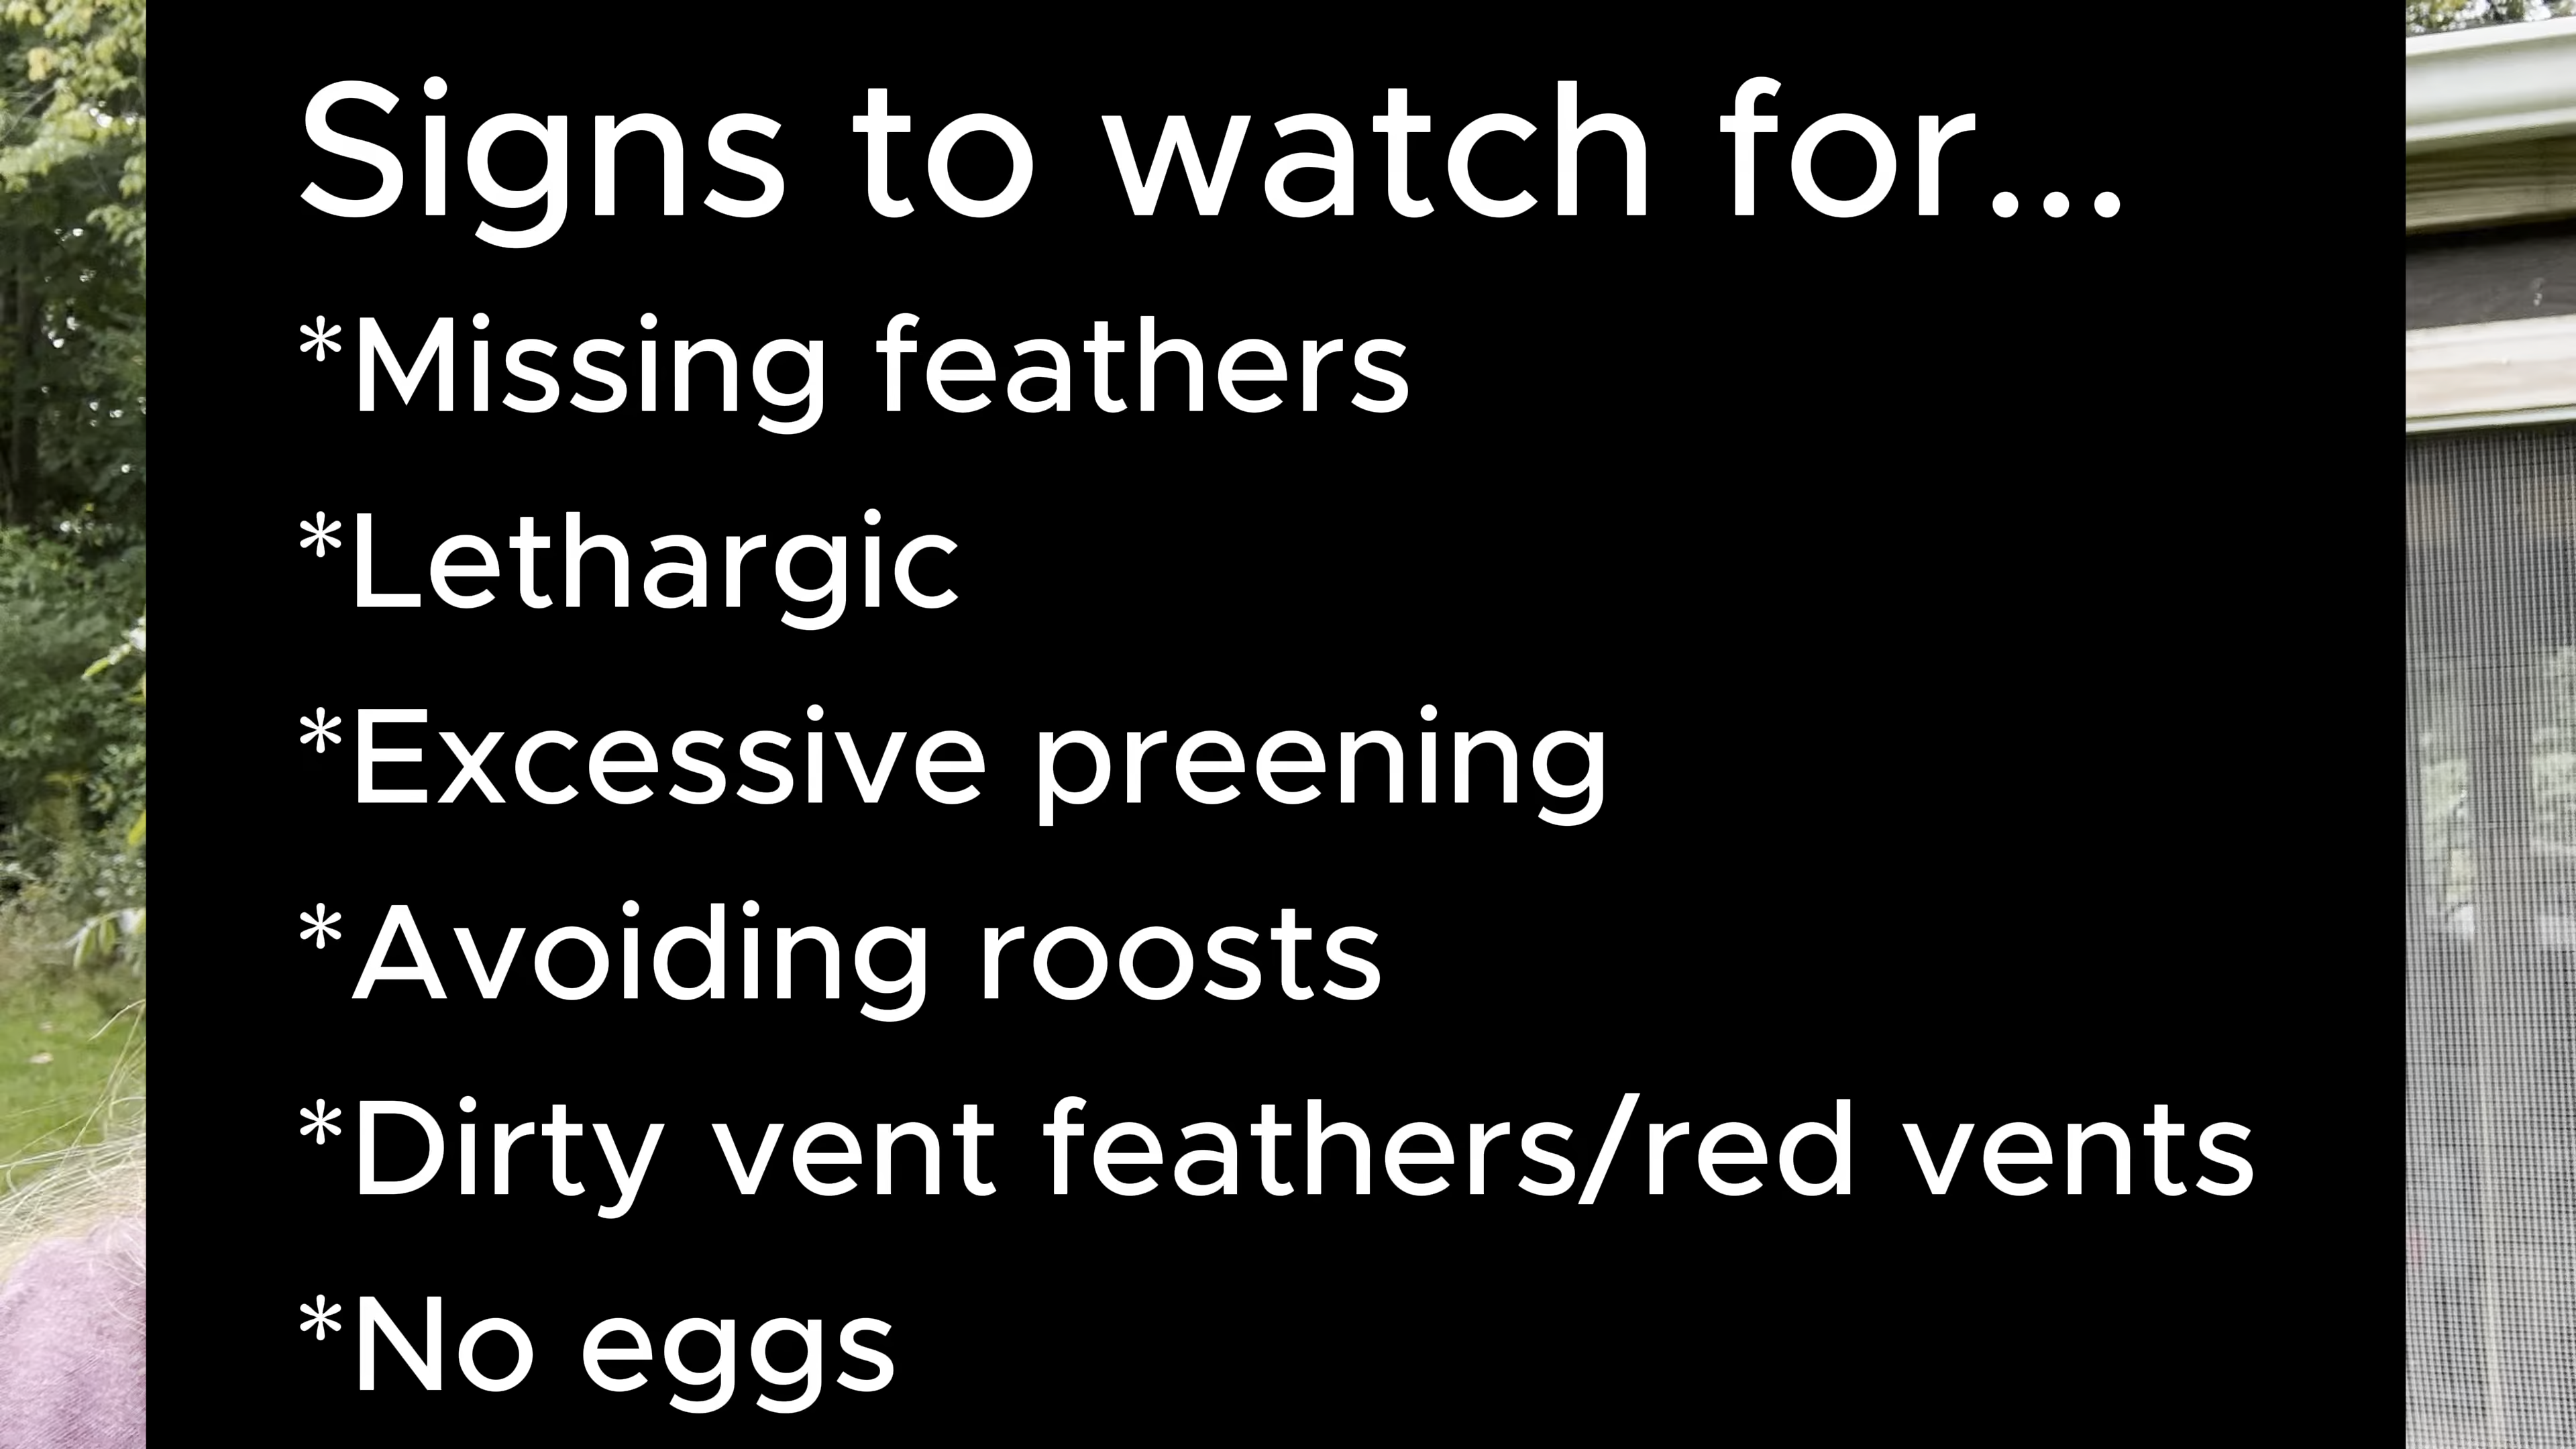 Signs to watch for...
*Missing feathers
*Lethargic
*Excessive preening
*Avoiding roosts
*Dirty vent feathers/red vents
*No eggs